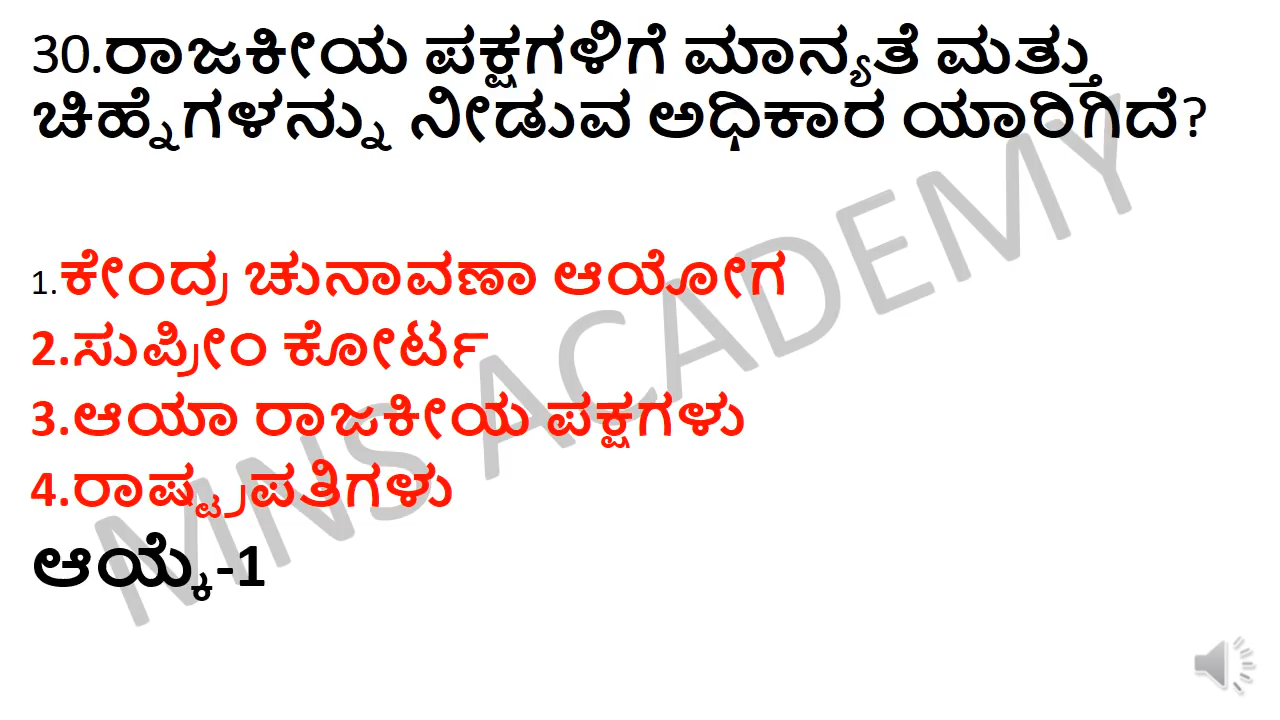 30.ರಾಜಕೀಯ ಪಕ್ಷಗಳಿಗೆ ಮಾನ್ಯತೆ ಮತ್ತು
ಚಿಹ್ನೆಗಳನ್ನು ನೀಡುವ ಅಧಿಕಾರ ಯಾರಿಗಿದೆ?
1.ಕೇಂದ್ರ ಚುನಾವಣಾ ಆಯೋಗ
2.ಸುಪ್ರೀಂ ಕೋರ್ಟ
3.ಆಯಾ ರಾಜಕೀಯ ಪಕ್ಷಗಳು
4.ರಾಷ್ಟ್ರಪತಿಗಳು
ಆಯ್ಕೆ-1
MNS ACADEMY